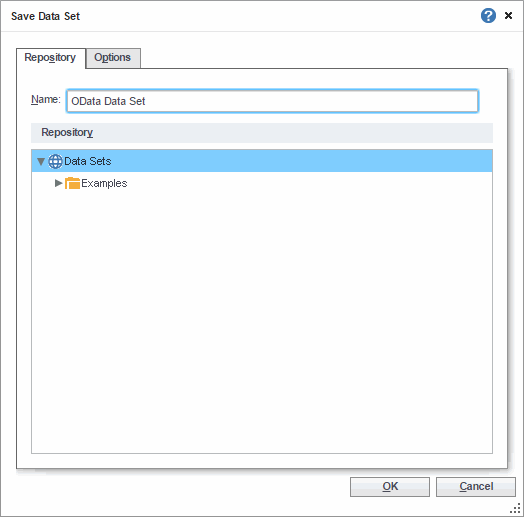 Save Data Set
?
Repository
Options
Name:
OData Data Set
Repository
Data Sets
Examples
OK
Cancel